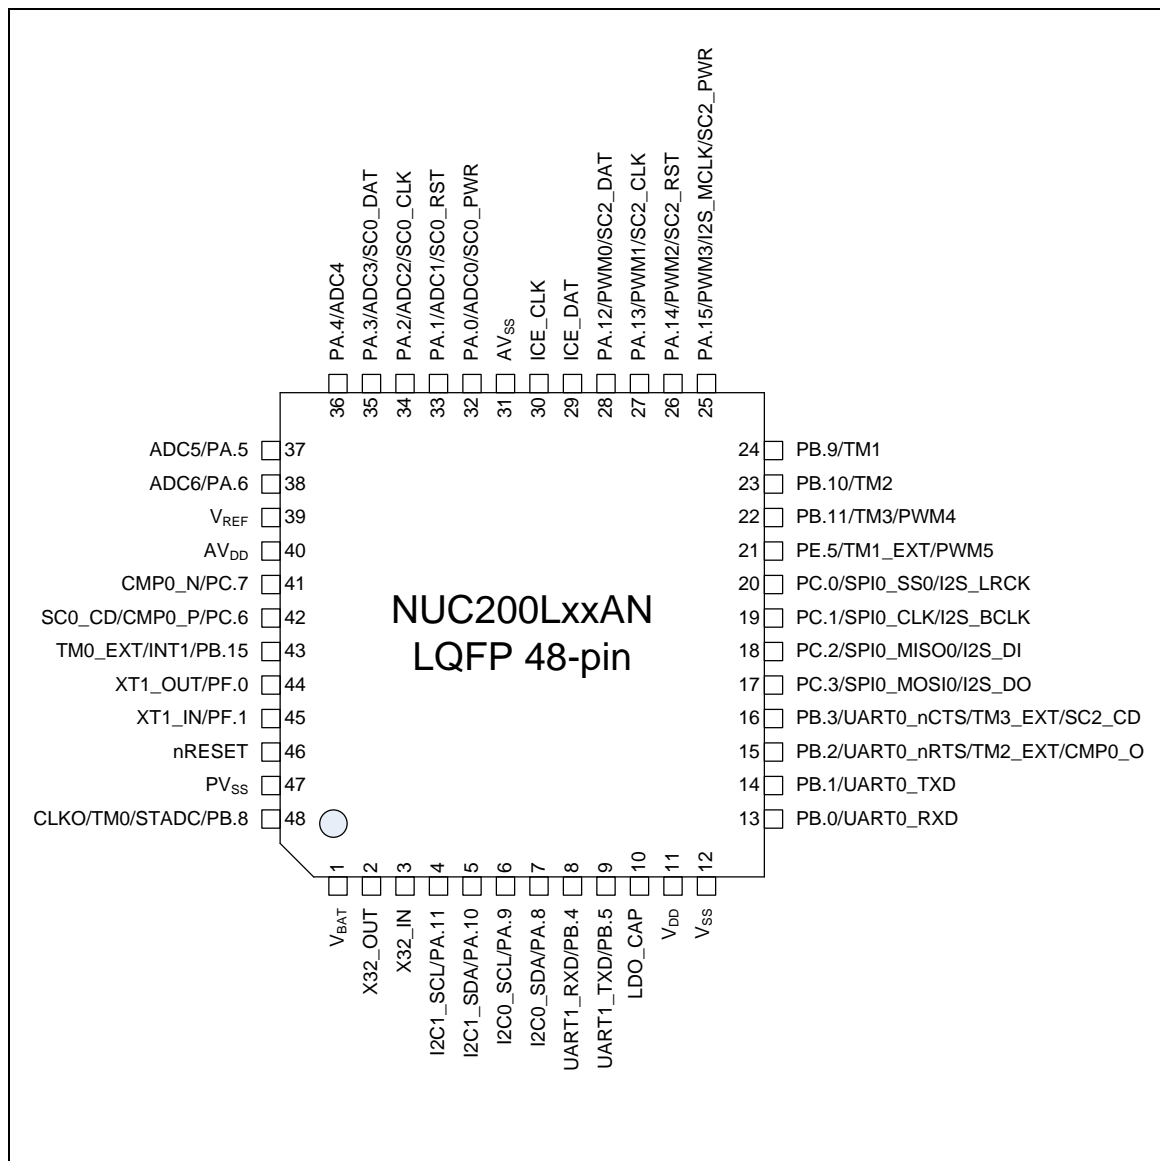 PA.4/ADC4
PA.3/ADC3/SC0_DAT
PA.2/ADC2/SC0_CLK
PA.1/ADC1/SC0_RST
PA.0/ADC0/SC0_PWR
AVSS
ICE_CLK
ICE_DAT
PA.12/PWM0/SC2_DAT
PA.13/PWM1/SC2_CLK
PA.14/PWM2/SC2_RST
PA.15/PWM3/I2S_MCLK/SC2_PWR
36
35
34
33
32
31
30
29
28
27
26
25
ADC5/PA.5 37
ADC6/PA.6 38
VREF 39
AVDD 40
CMP0_N/PC.7 41
SC0_CD/CMP0_P/PC.6 42
TM0_EXT/INT1/PB.15 43
XT1_OUT/PF.0 44
XT1_IN/PF.1 45
nRESET 46
PVSS 47
CLKO/TM0/STADC/PB.8 48
NUC200LxxAN
LQFP 48-pin
24 PB.9/TM1
23 PB.10/TM2
22 PB.11/TM3/PWM4
21 PE.5/TM1_EXT/PWM5
20 PC.0/SPI0_SS0/I2S_LRCK
19 PC.1/SPI0_CLK/I2S_BCLK
18 PC.2/SPI0_MISO0/I2S_DI
17 PC.3/SPI0_MOSI0/I2S_DO
16 PB.3/UART0_nCTS/TM3_EXT/SC2_CD
15 PB.2/UART0_nRTS/TM2_EXT/CMP0_O
14 PB.1/UART0_TXD
13 PB.0/UART0_RXD
1
2
3
4
5
6
7
8
9
10
11
12
VBAT
X32_OUT
X32_IN
I2C1_SCL/PA.11
I2C1_SDA/PA.10
I2C0_SCL/PA.9
I2C0_SDA/PA.8
UART1_RXD/PB.4
UART1_TXD/PB.5
LDO_CAP
VDD
VSS